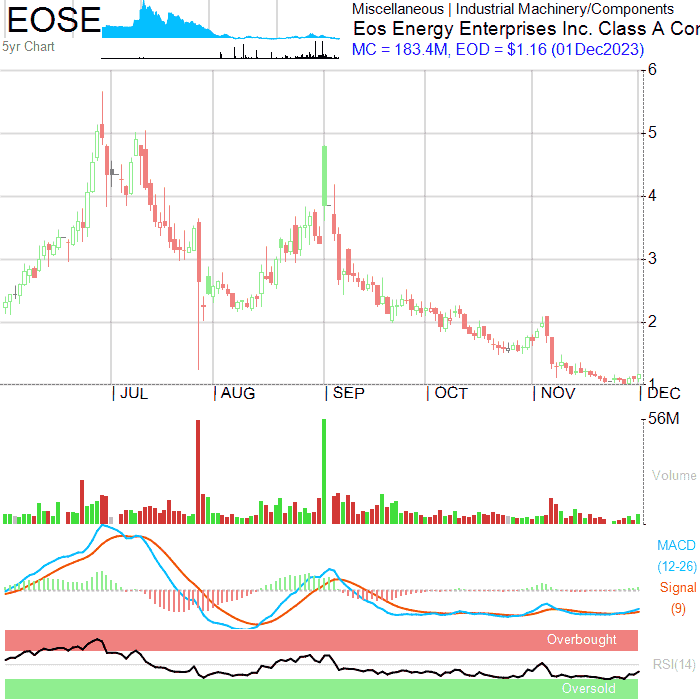 EOSE
5yr Chart
Miscellaneous | Industrial Machinery/Components
Eos Energy Enterprises Inc. Class A Cor
MC = 183.4M, EOD = $1.16 (01Dec2023)
6
5
4
3
2
1
JUL AUG SEP OCT NOV DEC
56M
Volume
MACD
(12-26)
Signal
(9)
Overbought
RSI(14)
Oversold